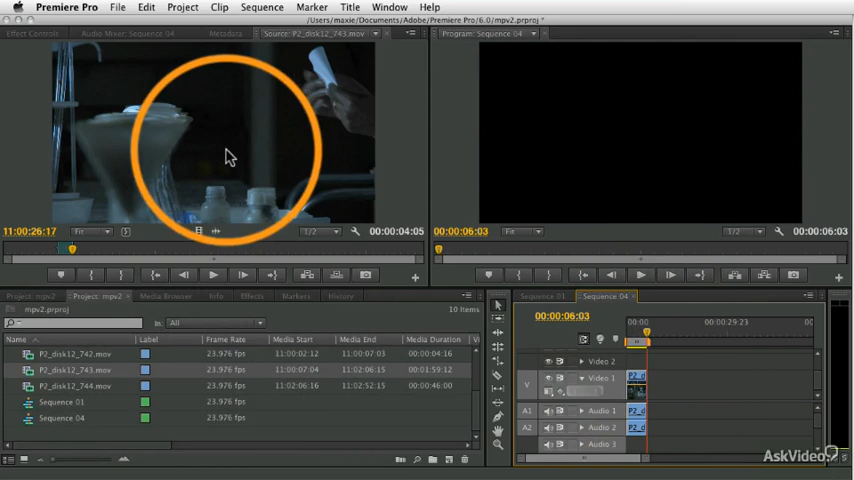 Premiere Pro File Edit Project Clip Sequence Marker Title Window Help
/Users/maxie/Documents/Adobe/Premiere Pro/6.0/mpv2.prproj *
Effect Controls Audio Mixer: Sequence 04 Metadata Source: P2_disk12_743.mov Program: Sequence 04
11:00:26:17 Fit 1/2 00:00:04:05 00:00:06:03 Fit 1/2 00:00:06:03
Project: mpv2 Project: mpv2 Media Browser Info Effects Markers History Sequence 01 Sequence 04
mpv2.prproj 10 Items
00:00:06:03
In: All
00:00 00:00:29:23
Name Label Frame Rate Media Start Media End Media Duration Vi
P2_disk12_742.mov 23.976 fps 11:00:02:12 11:00:07:03 00:00:04:16
Video 2
P2_disk12_743.mov 23.976 fps 11:00:07:04 11:02:06:15 00:01:59:12
V Video 1 P2_d
P2_disk12_744.mov 23.976 fps 11:02:06:16 11:02:52:15 00:00:46:00
Sequence 01
A1 Audio 1 P2_d
Sequence 04
A2 Audio 2 P2_d
Audio 3
AskVideo